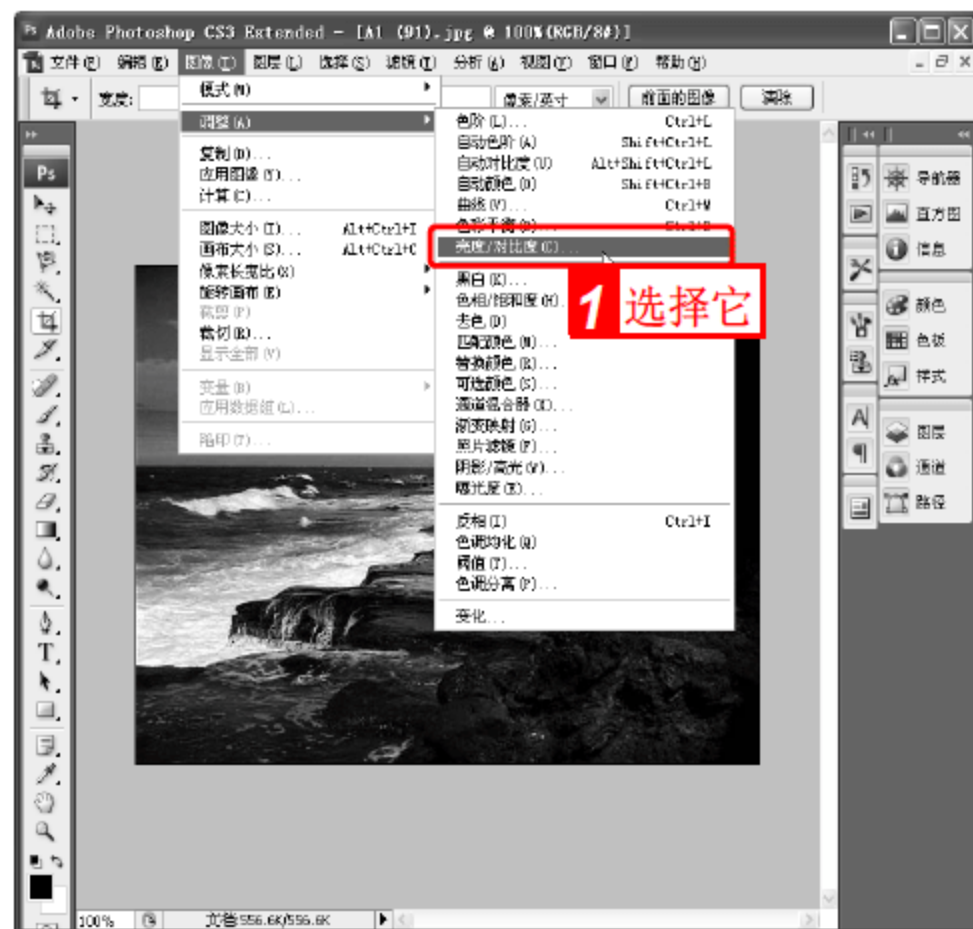 Adobe Photoshop CS3 Extended - [A1 (91).jpg @ 100%(RGB/8#)]
文件(F) 编辑(E) 图像(I) 图层(L) 选择(S) 滤镜(T) 分析(A) 视图(V) 窗口(W) 帮助(H)
宽度: 像素/英寸 前面的图像 清除
模式(M)
调整(A)
复制(D)...
应用图像(Y)...
计算(C)...
图像大小(I)... Alt+Ctrl+I
画布大小(S)... Alt+Ctrl+C
像素长宽比(X)
旋转画布(E)
裁剪(P)
裁切(R)...
显示全部(V)
变量(B)
应用数据组(L)...
陷印(T)...
色阶(L)... Ctrl+L
自动色阶(A) Shift+Ctrl+L
自动对比度(U) Alt+Shift+Ctrl+L
自动颜色(O) Shift+Ctrl+B
曲线(V)... Ctrl+M
色彩平衡(B)... Ctrl+B
亮度/对比度(C)...
黑白(K)...
色相/饱和度(H)
去色(D)
匹配颜色(M)...
替换颜色(R)...
可选颜色(S)...
通道混合器(X)...
渐变映射(G)...
照片滤镜(F)...
阴影/高光(W)...
曝光度(E)...
反相(I) Ctrl+I
色调均化(Q)
阈值(T)...
色调分离(P)...
变化...
1 选择它
Ps
导航器
直方图
信息
颜色
色板
样式
图层
通道
路径
100% 文档:556.6K/556.6K